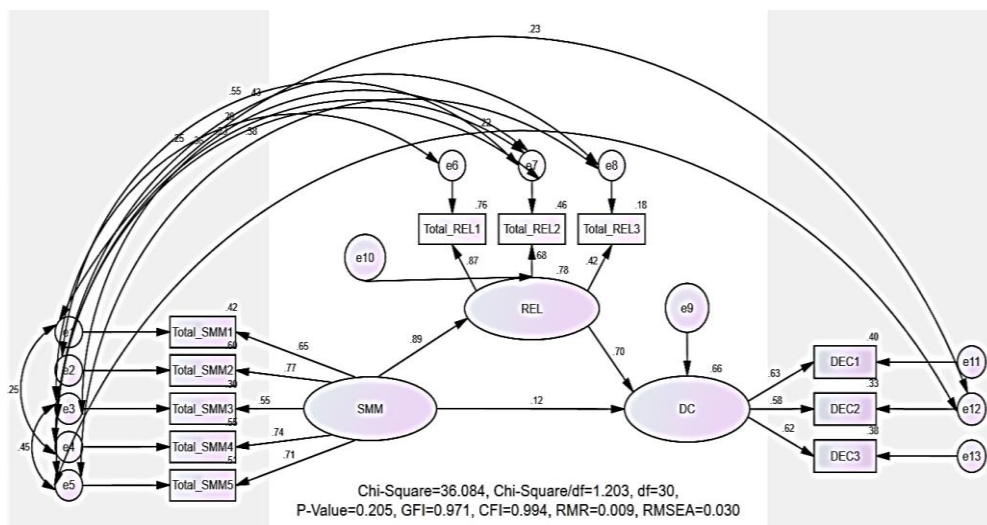 .23
.55 .43
.26
.25 .38
.22
e6 e7 e8
.76 .46 .18
Total_REL1 Total_REL2 Total_REL3
e10
.87 .68 .42
.78
REL
e9
.42
e1 Total_SMM1
.65
.89
.70
.60
e2 Total_SMM2
.77
.25
.30
e3 Total_SMM3
.55
SMM
.12
.66
DC
.55
e4 Total_SMM4
.74
.45
.51
e5 Total_SMM5
.71
.40
.63 DEC1 e11
.33
.58 DEC2 e12
.38
.62 DEC3 e13
Chi-Square=36.084, Chi-Square/df=1.203, df=30,
P-Value=0.205, GFI=0.971, CFI=0.994, RMR=0.009, RMSEA=0.030